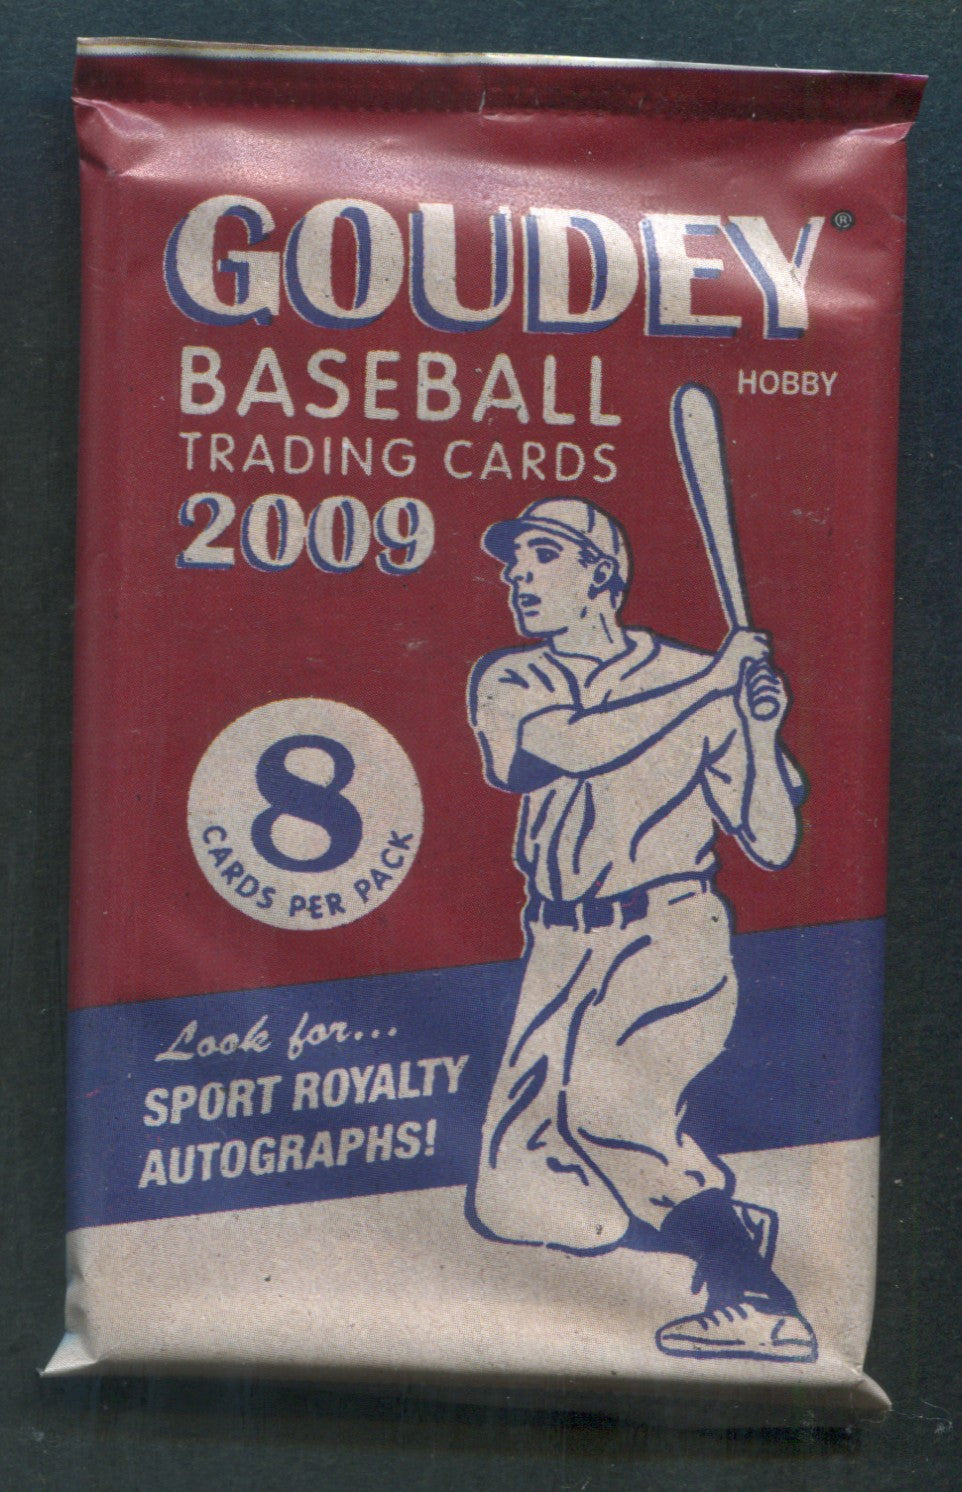 GOUDEY®
BASEBALL
HOBBY
TRADING CARDS
2009
8
CARDS PER PACK
Look for...
SPORT ROYALTY
AUTOGRAPHS!